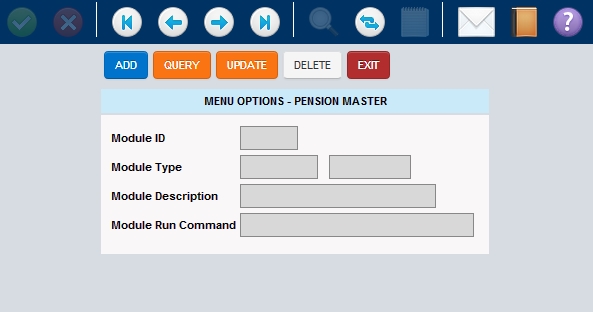 ADD QUERY UPDATE DELETE EXIT
MENU OPTIONS - PENSION MASTER
Module ID
Module Type
Module Description
Module Run Command